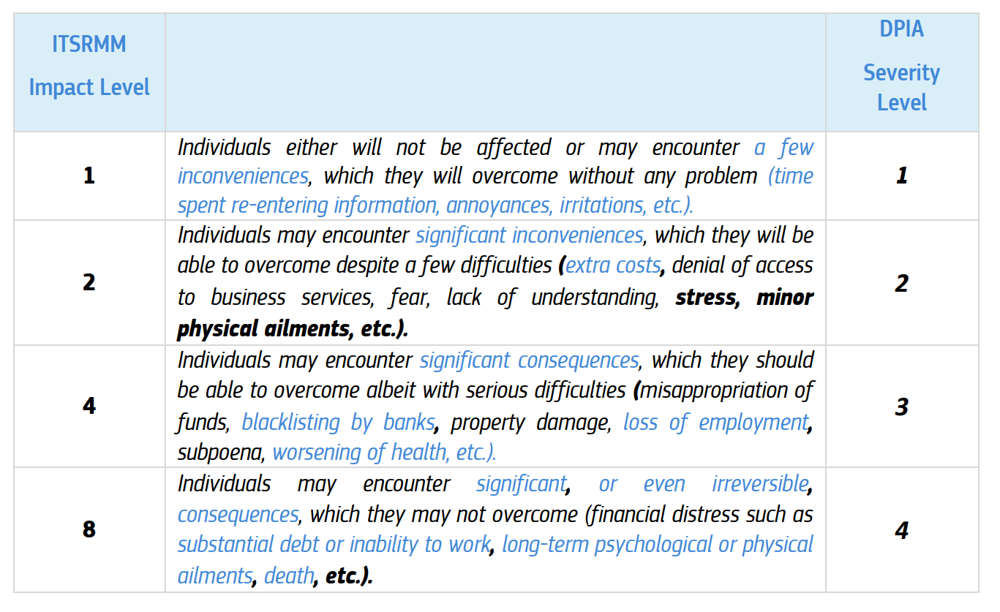 ITSRMM
Impact Level
DPIA
Severity
Level
1
Individuals either will not be affected or may encounter a few
inconveniences, which they will overcome without any problem (time
spent re-entering information, annoyances, irritations, etc.).
1
2
Individuals may encounter significant inconveniences, which they will be
able to overcome despite a few difficulties (extra costs, denial of access
to business services, fear, lack of understanding, stress, minor
physical ailments, etc.).
2
4
Individuals may encounter significant consequences, which they should
be able to overcome albeit with serious difficulties (misappropriation of
funds, blacklisting by banks, property damage, loss of employment,
subpoena, worsening of health, etc.).
3
8
Individuals may encounter significant, or even irreversible,
consequences, which they may not overcome (financial distress such as
substantial debt or inability to work, long-term psychological or physical
ailments, death, etc.).
4